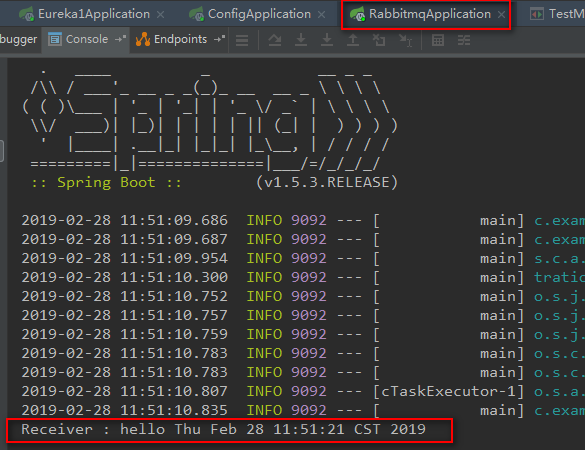 Eureka1Application × ConfigApplication × RabbitmqApplication × TestM
bugger Console Endpoints
  .   ____          _            __ _ _
 /\\ / ___'_ __ _ _(_)_ __  __ _ \ \ \ \
( ( )\___ | '_ | '_| | '_ \/ _` | \ \ \ \
 \\/  ___)| |_)| | | | | || (_| |  ) ) ) )
  '  |____| .__|_| |_|_| |_\__, | / / / /
 =========|_|==============|___/=/_/_/_/
 :: Spring Boot ::        (v1.5.3.RELEASE)
2019-02-28 11:51:09.686  INFO 9092 --- [           main] c.exam
2019-02-28 11:51:09.687  INFO 9092 --- [           main] c.exam
2019-02-28 11:51:09.954  INFO 9092 --- [           main] s.c.a.
2019-02-28 11:51:10.300  INFO 9092 --- [           main] tratic
2019-02-28 11:51:10.752  INFO 9092 --- [           main] o.s.j.
2019-02-28 11:51:10.757  INFO 9092 --- [           main] o.s.j.
2019-02-28 11:51:10.759  INFO 9092 --- [           main] o.s.j.
2019-02-28 11:51:10.783  INFO 9092 --- [           main] o.s.c.
2019-02-28 11:51:10.783  INFO 9092 --- [           main] o.s.c.
2019-02-28 11:51:10.807  INFO 9092 --- [cTaskExecutor-1] o.s.a.
2019-02-28 11:51:10.835  INFO 9092 --- [           main] c.exam
Receiver : hello Thu Feb 28 11:51:21 CST 2019